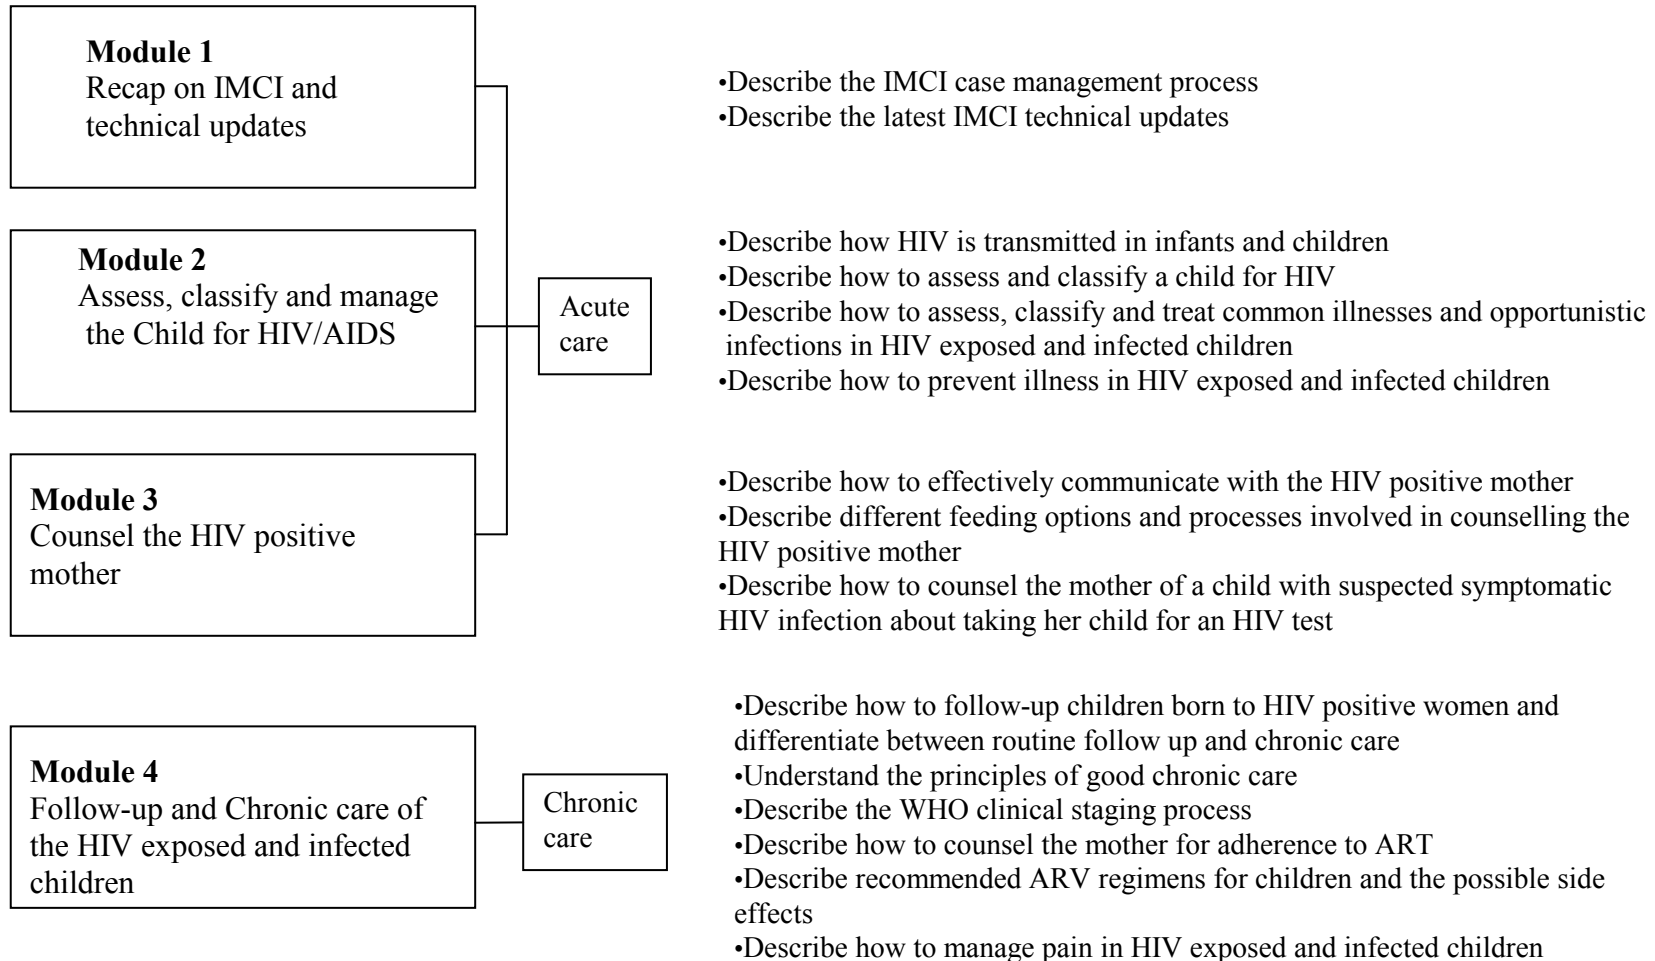 Module 1
Recap on IMCI and
technical updates
•Describe the IMCI case management process
•Describe the latest IMCI technical updates
Module 2
Assess, classify and manage
the Child for HIV/AIDS
Acute
care
•Describe how HIV is transmitted in infants and children
•Describe how to assess and classify a child for HIV
•Describe how to assess, classify and treat common illnesses and opportunistic
infections in HIV exposed and infected children
•Describe how to prevent illness in HIV exposed and infected children
Module 3
Counsel the HIV positive
mother
•Describe how to effectively communicate with the HIV positive mother
•Describe different feeding options and processes involved in counselling the
HIV positive mother
•Describe how to counsel the mother of a child with suspected symptomatic
HIV infection about taking her child for an HIV test
Module 4
Follow-up and Chronic care of
the HIV exposed and infected
children
Chronic
care
•Describe how to follow-up children born to HIV positive women and
differentiate between routine follow up and chronic care
•Understand the principles of good chronic care
•Describe the WHO clinical staging process
•Describe how to counsel the mother for adherence to ART
•Describe recommended ARV regimens for children and the possible side
effects
•Describe how to manage pain in HIV exposed and infected children